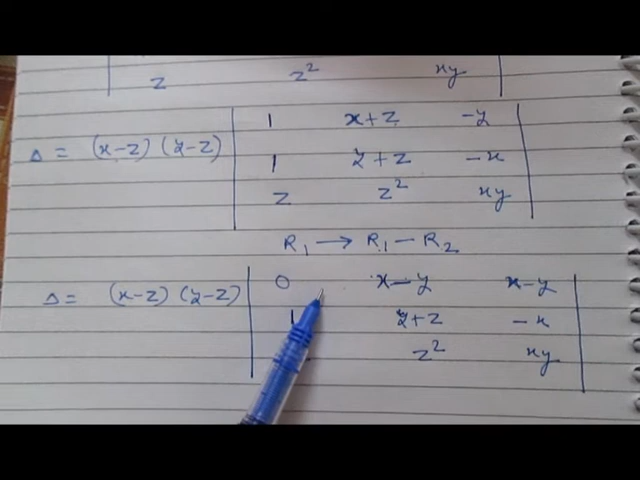 z z² xy
1 x+z -y
Δ = (x-z) (y-z)
1 y+z -x
z z² xy
R₁ → R₁ - R₂
0 x-y x-y
Δ = (x-z) (y-z)
1 y+z -x
z² xy